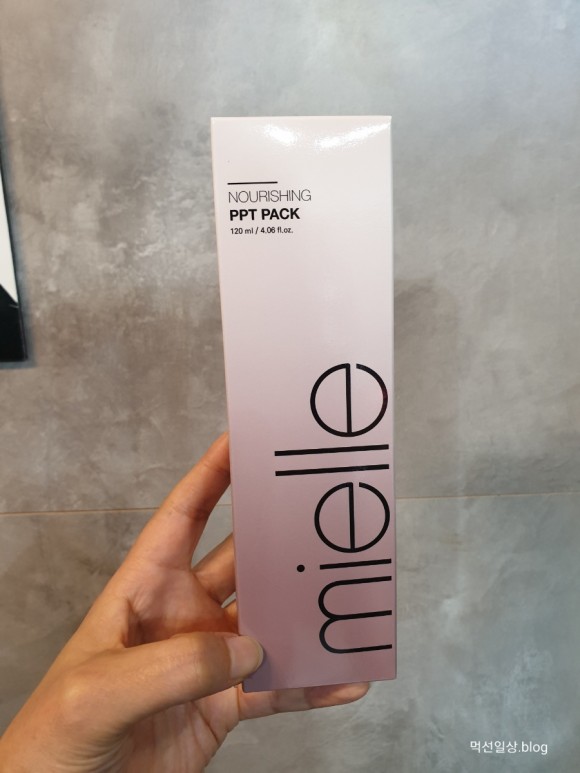 NOURISHING
PPT PACK
120 ml / 4.06 fl.oz.
mielle
먹선일상.blog